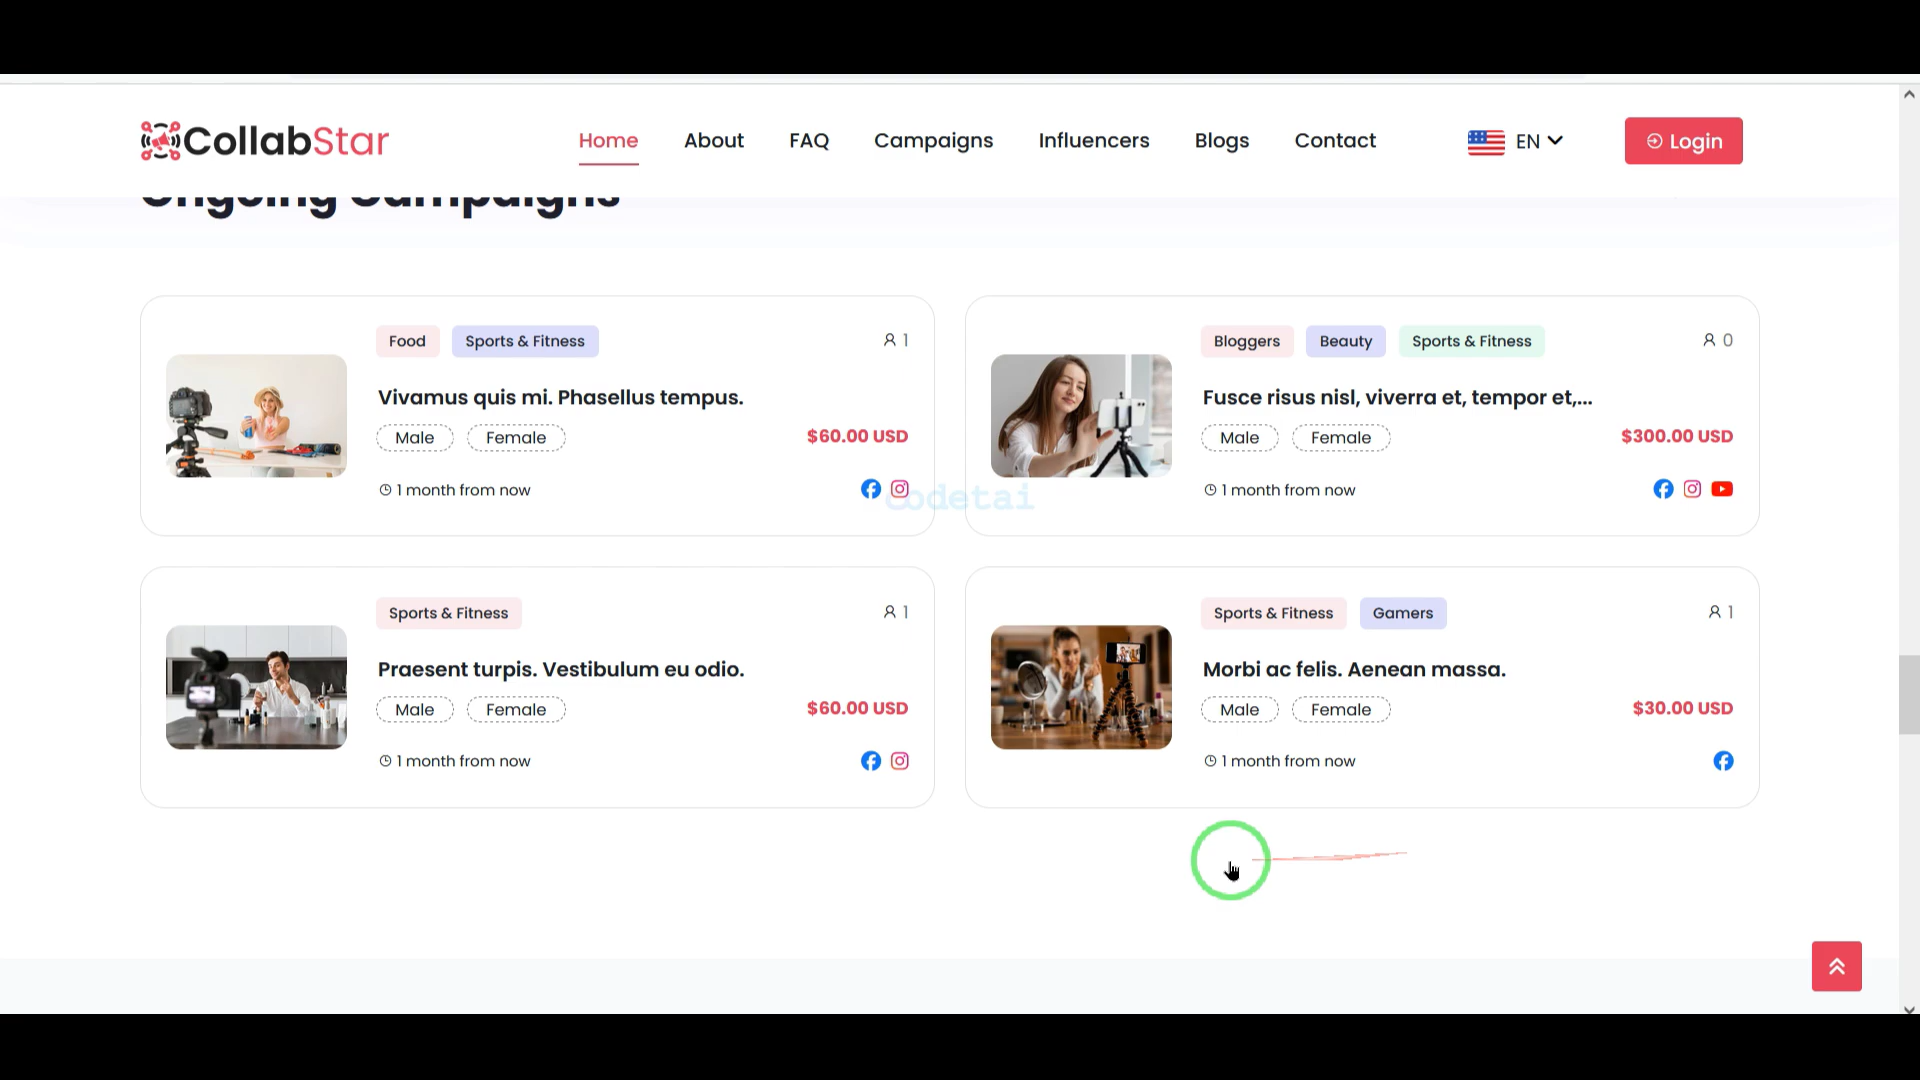 CollabStar
Home
About
FAQ
Campaigns
Influencers
Blogs
Contact
EN
Login
Ongoing Campaigns
Food
Sports & Fitness
1
Vivamus quis mi. Phasellus tempus.
Male
Female
$60.00 USD
1 month from now
Bloggers
Beauty
Sports & Fitness
0
Fusce risus nisl, viverra et, tempor et,...
Male
Female
$300.00 USD
1 month from now
codetai
Sports & Fitness
1
Praesent turpis. Vestibulum eu odio.
Male
Female
$60.00 USD
1 month from now
Sports & Fitness
Gamers
1
Morbi ac felis. Aenean massa.
Male
Female
$30.00 USD
1 month from now